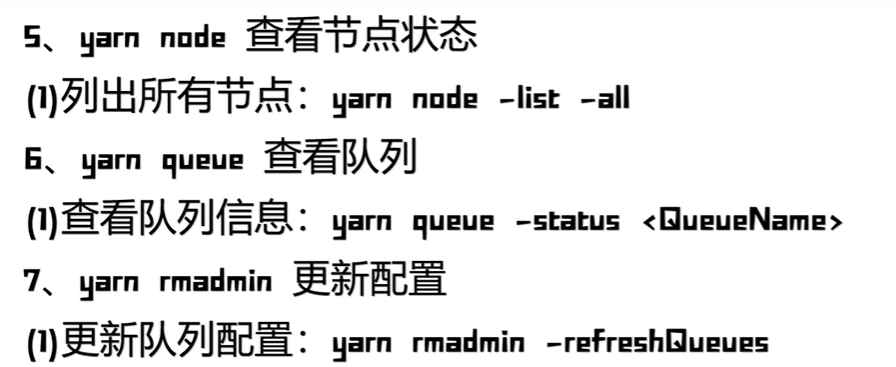 5、yarn node 查看节点状态
(1)列出所有节点：yarn node -list -all
6、yarn queue 查看队列
(1)查看队列信息：yarn queue -status <QueueName>
7、yarn rmadmin 更新配置
(1)更新队列配置：yarn rmadmin -refreshQueues